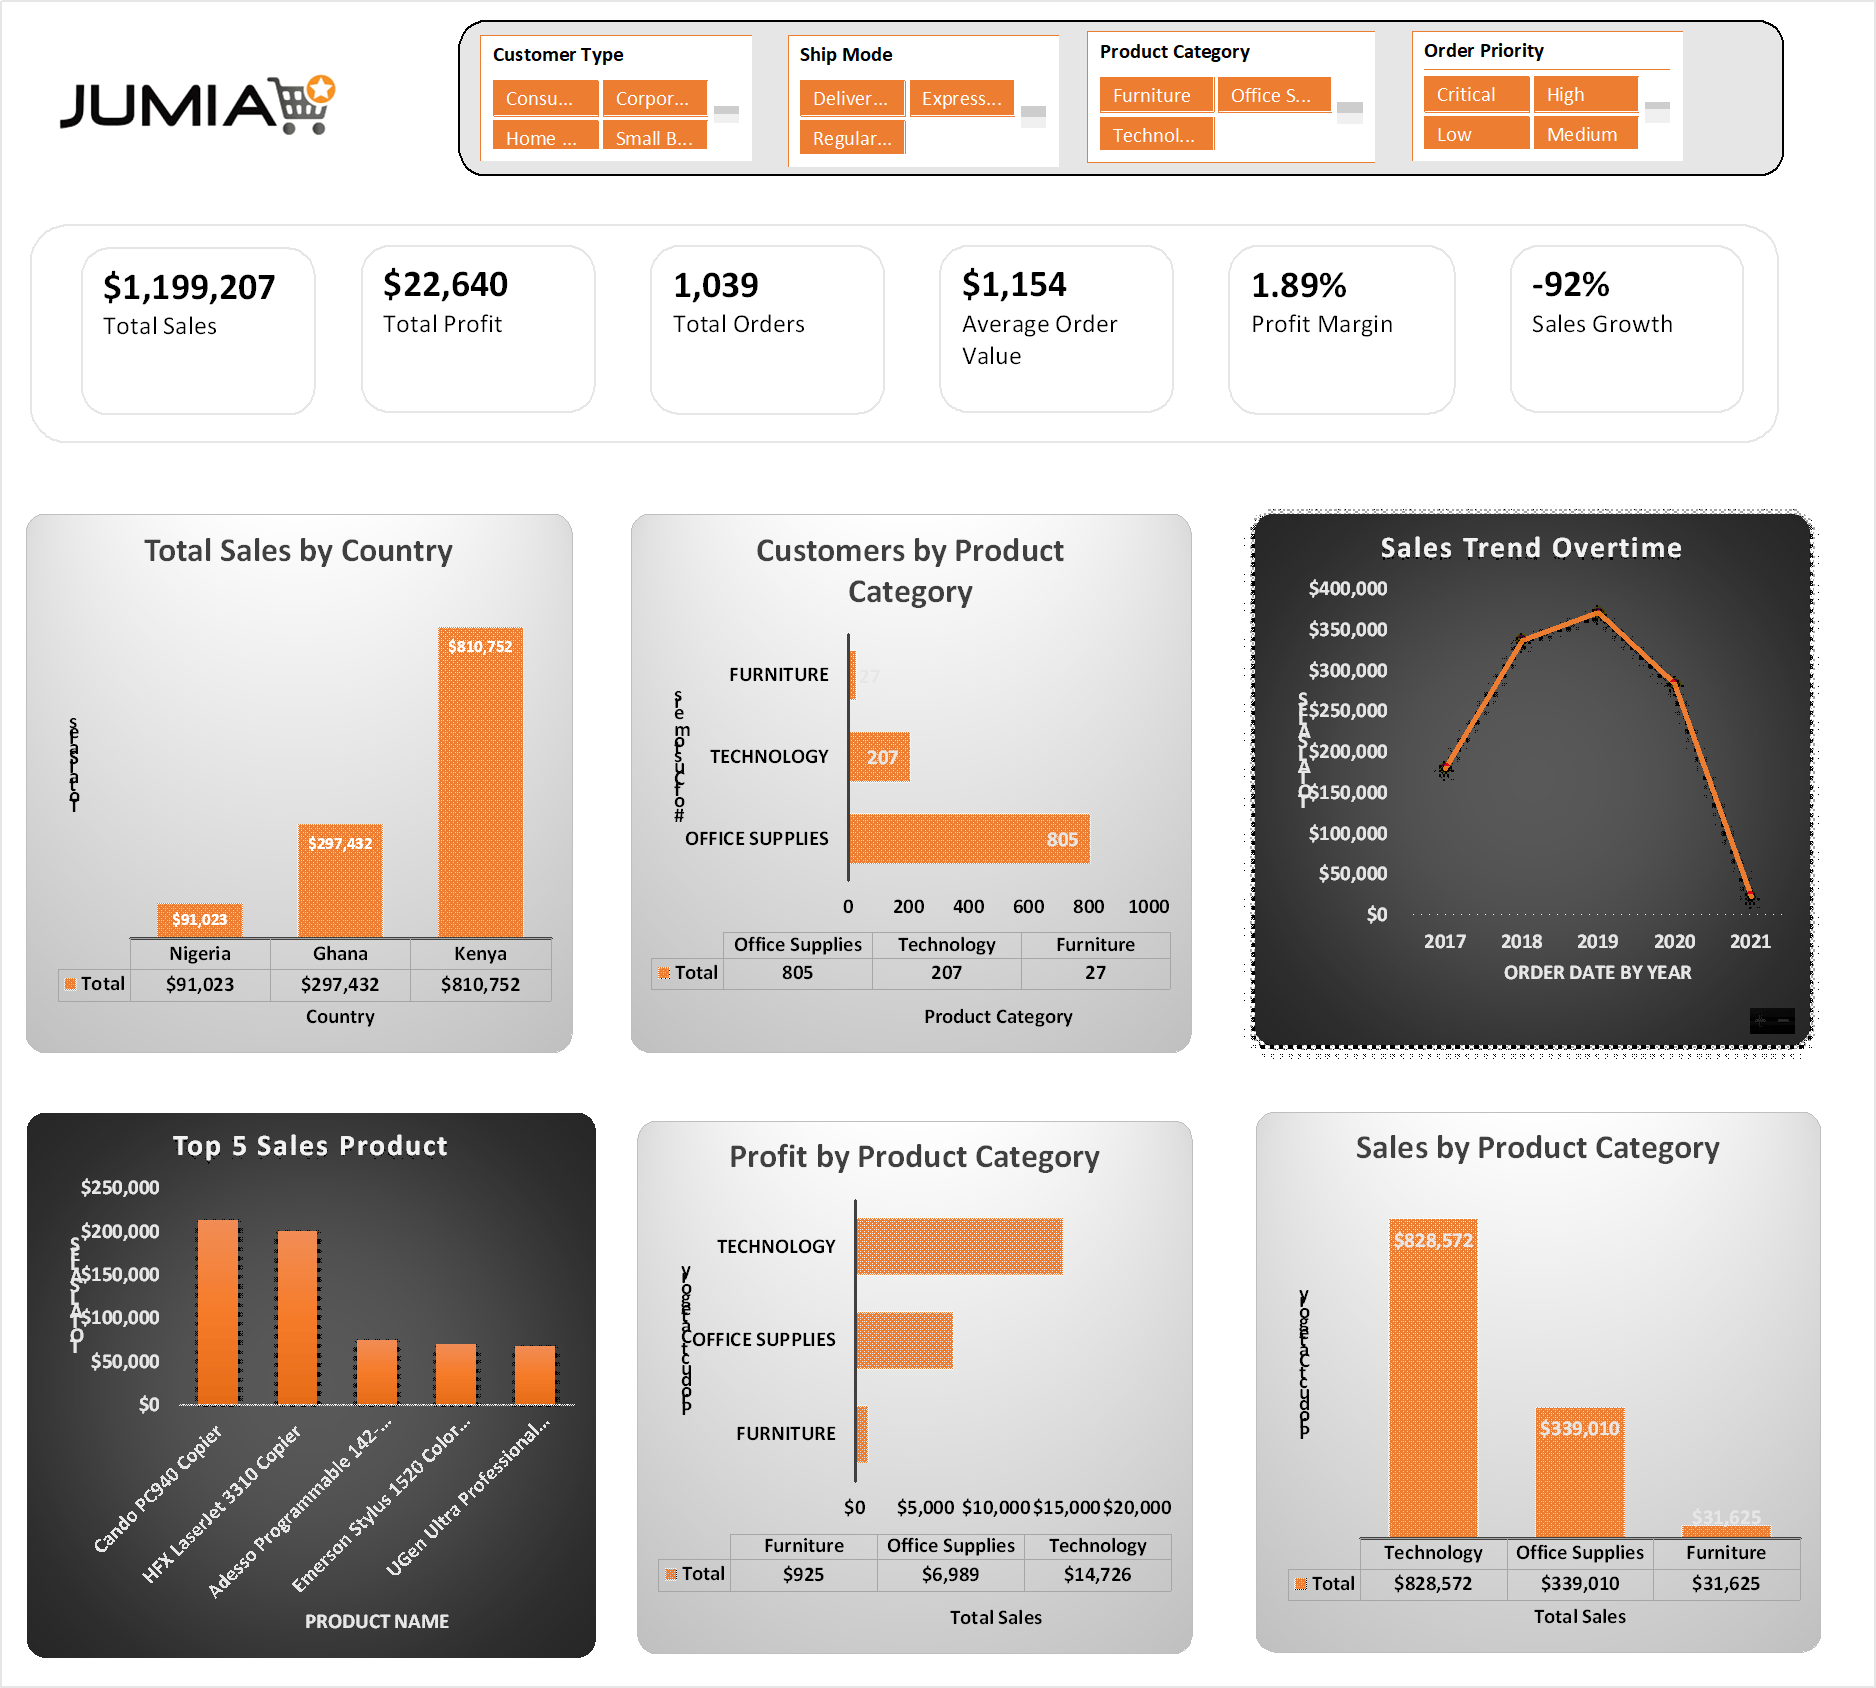 JUMIA
Customer Type
Consu...
Corpor...
Home ...
Small B...
Ship Mode
Deliver...
Express...
Regular...
Product Category
Furniture
Office S...
Technol...
Order Priority
Critical
High
Low
Medium
$1,199,207
Total Sales
$22,640
Total Profit
1,039
Total Orders
$1,154
Average Order
Value
1.89%
Profit Margin
-92%
Sales Growth
Total Sales by Country
Total Sales
$91,023
$297,432
$810,752
Nigeria Ghana Kenya
Total $91,023 $297,432 $810,752
Country
Customers by Product
Category
# of Customers
FURNITURE 27
TECHNOLOGY 207
OFFICE SUPPLIES 805
0 200 400 600 800 1000
Office Supplies Technology Furniture
Total 805 207 27
Product Category
Sales Trend Overtime
TOTAL SALES
$400,000
$350,000
$300,000
$250,000
$200,000
$150,000
$100,000
$50,000
$0
2017 2018 2019 2020 2021
ORDER DATE BY YEAR
Top 5 Sales Product
TOTAL SALES
$250,000
$200,000
$150,000
$100,000
$50,000
$0
Cando PC940 Copier
HFX LaserJet 3310 Copier
Adesso Programmable 142-...
Emerson Stylus 1520 Color...
UGen Ultra Professional...
PRODUCT NAME
Profit by Product Category
Product Category
TECHNOLOGY
OFFICE SUPPLIES
FURNITURE
$0 $5,000 $10,000 $15,000 $20,000
Furniture Office Supplies Technology
Total $925 $6,989 $14,726
Total Sales
Sales by Product Category
Product Category
$828,572
$339,010
$31,625
Technology Office Supplies Furniture
Total $828,572 $339,010 $31,625
Total Sales